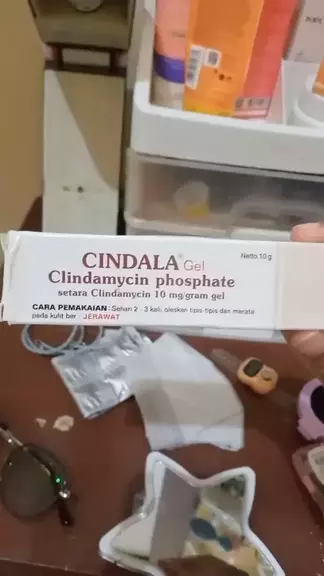 CINDALA® Gel
Netto 10 g
Clindamycin phosphate
setara Clindamycin 10 mg/gram gel
CARA PEMAKAIAN : Sehari 2 - 3 kali, oleskan tipis-tipis dan merata
pada kulit ber - JERAWAT